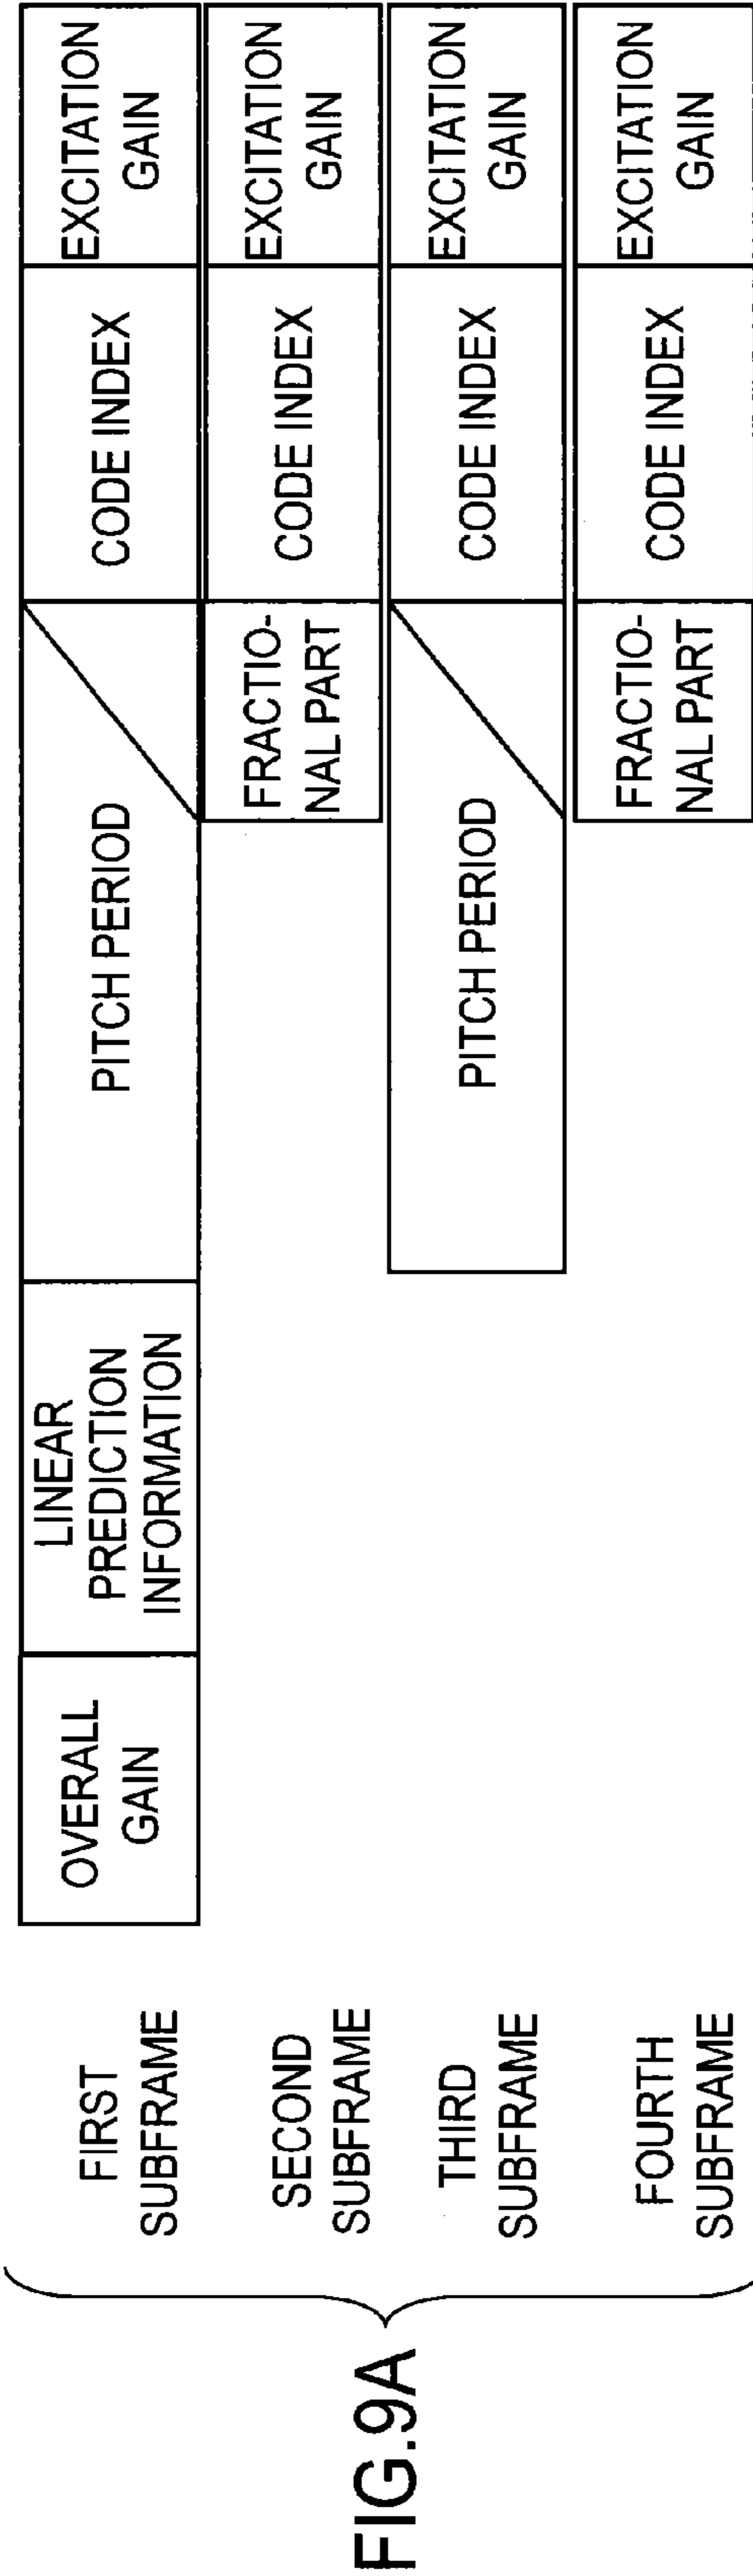 FIG.9A
FIRST
SUBFRAME
OVERALL
GAIN
LINEAR
PREDICTION
INFORMATION
PITCH PERIOD
CODE INDEX
EXCITATION
GAIN
SECOND
SUBFRAME
FRACTIO-
NAL PART
CODE INDEX
EXCITATION
GAIN
THIRD
SUBFRAME
PITCH PERIOD
CODE INDEX
EXCITATION
GAIN
FOURTH
SUBFRAME
FRACTIO-
NAL PART
CODE INDEX
EXCITATION
GAIN